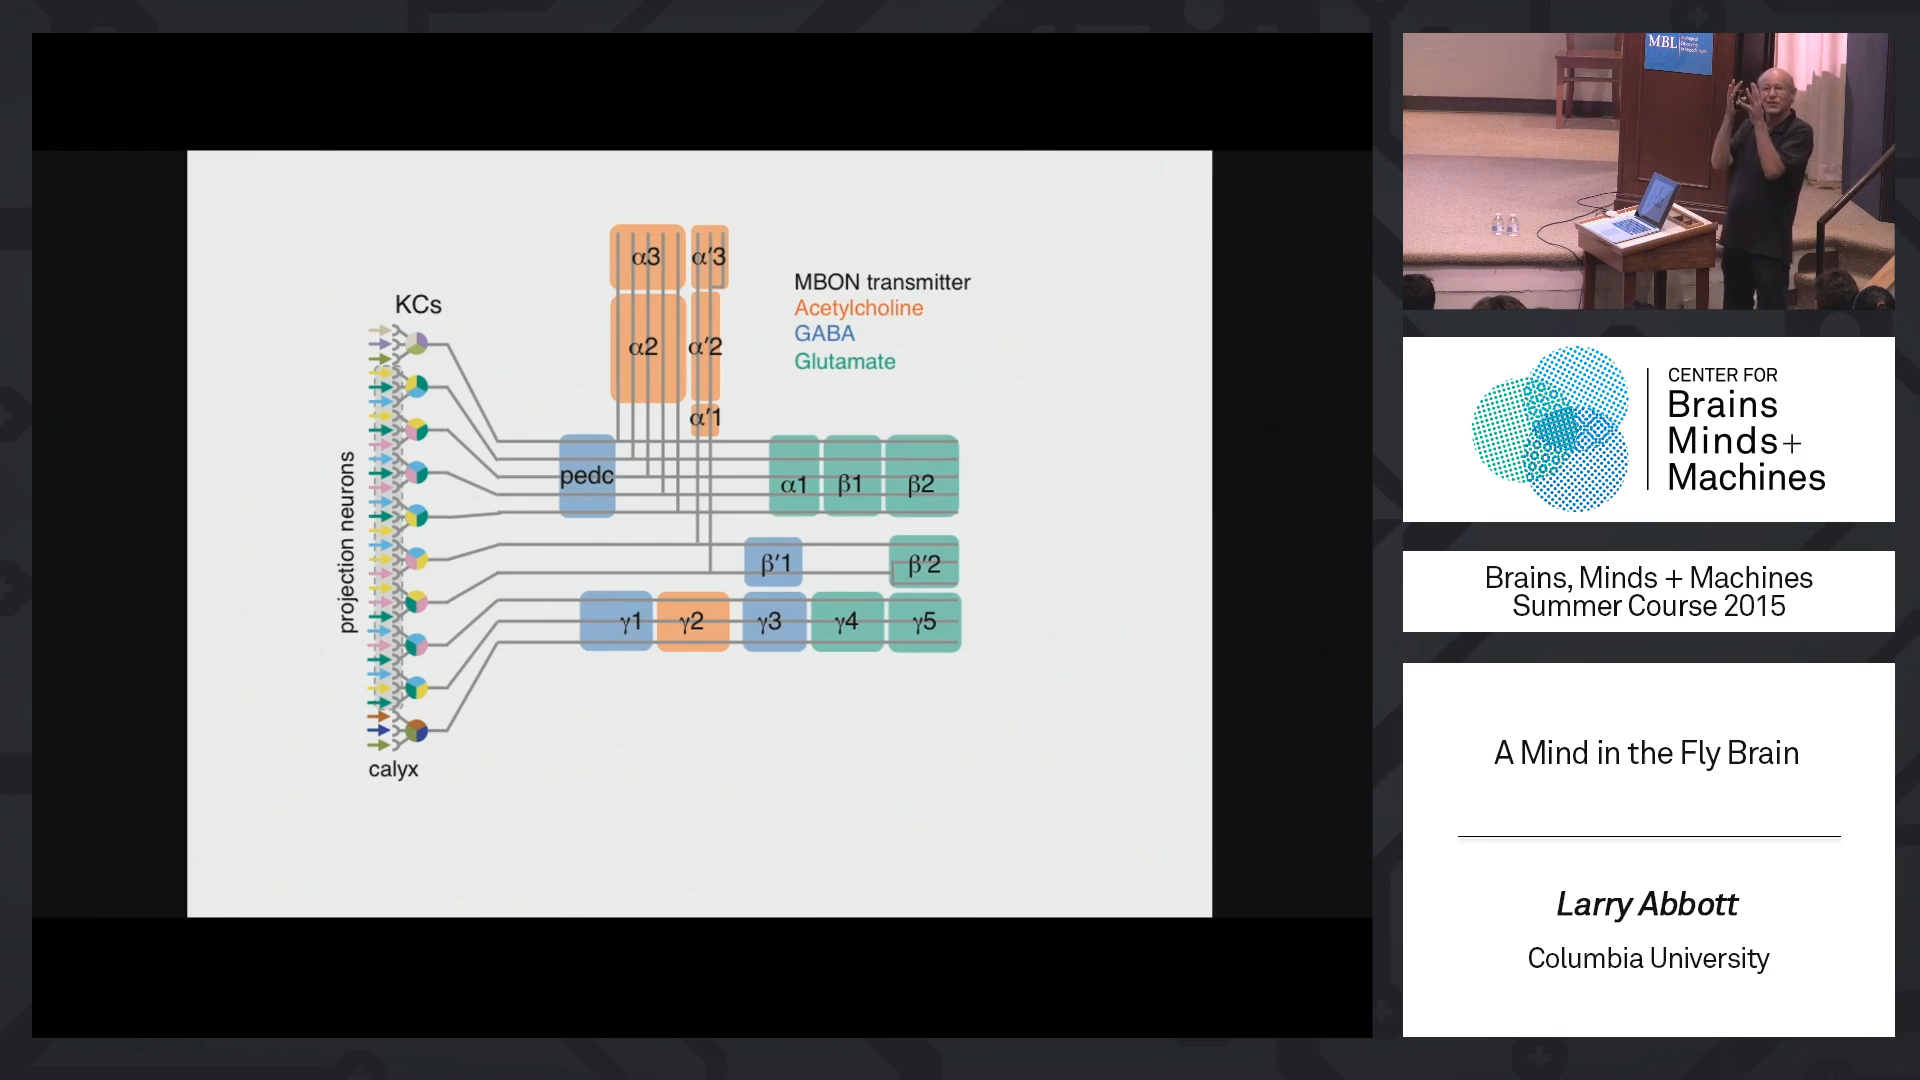 KCs
projection neurons
calyx
α3
α'3
α2
α'2
α'1
MBON transmitter
Acetylcholine
GABA
Glutamate
pedc
α1
β1
β2
β'1
β'2
γ1
γ2
γ3
γ4
γ5
MBL
CENTER FOR
Brains
Minds+
Machines
Brains, Minds + Machines
Summer Course 2015
A Mind in the Fly Brain
Larry Abbott
Columbia University